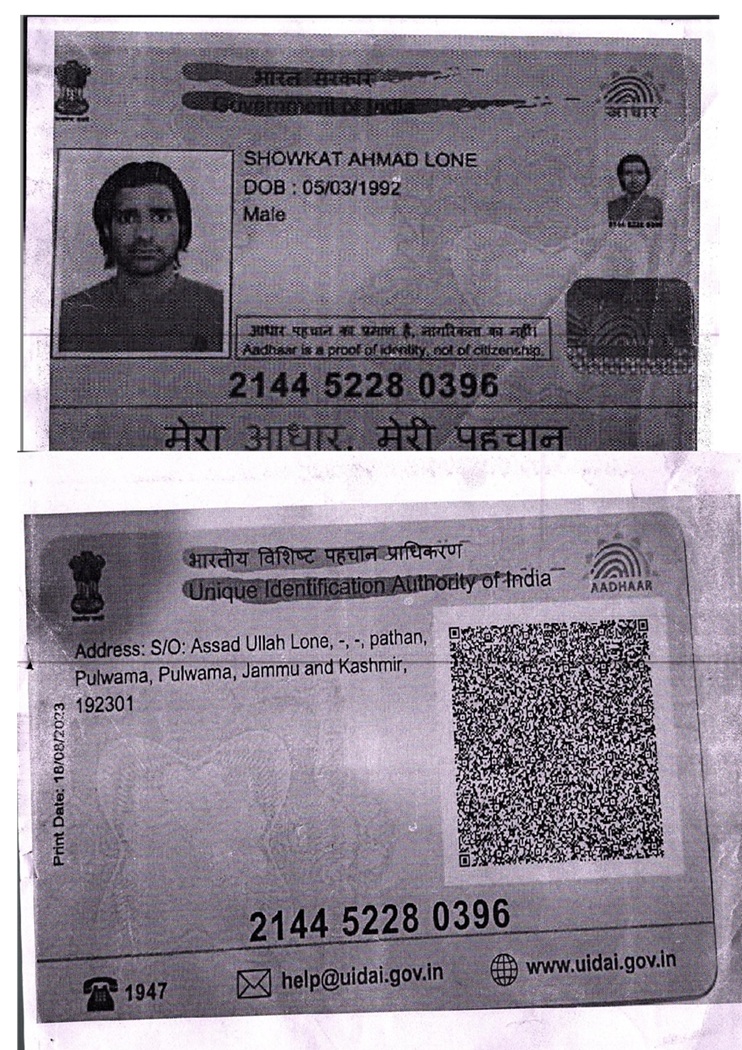 भारत सरकार
Government of India
आधार
SHOWKAT AHMAD LONE
DOB : 05/03/1992
Male
2144 5228 0396
आधार पहचान का प्रमाण है, नागरिकता का नहीं।
Aadhaar is a proof of identity, not of citizenship.
2144 5228 0396
मेरा आधार, मेरी पहचान
भारतीय विशिष्ट पहचान प्राधिकरण
Unique Identification Authority of India
AADHAAR
Address: S/O: Assad Ullah Lone, -, -, pathan,
Pulwama, Pulwama, Jammu and Kashmir,
192301
Print Date: 18/08/2023
2144 5228 0396
1947
help@uidai.gov.in
www.uidai.gov.in